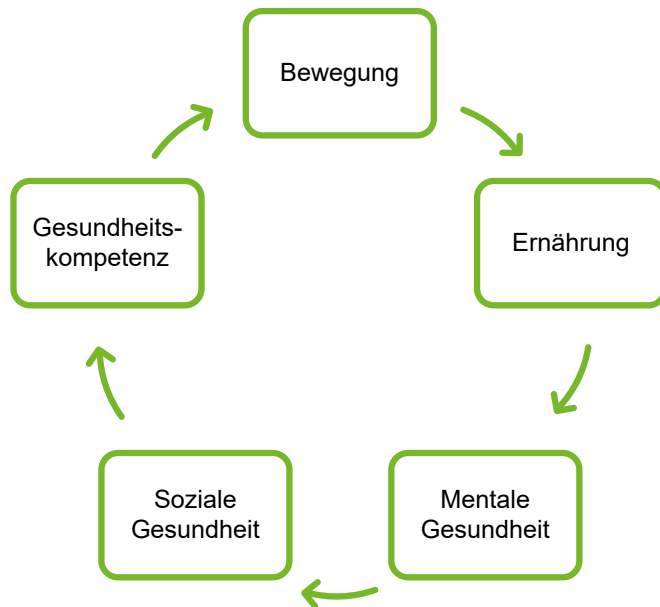 Bewegung
Ernährung
Mentale
Gesundheit
Soziale
Gesundheit
Gesundheits-
kompetenz